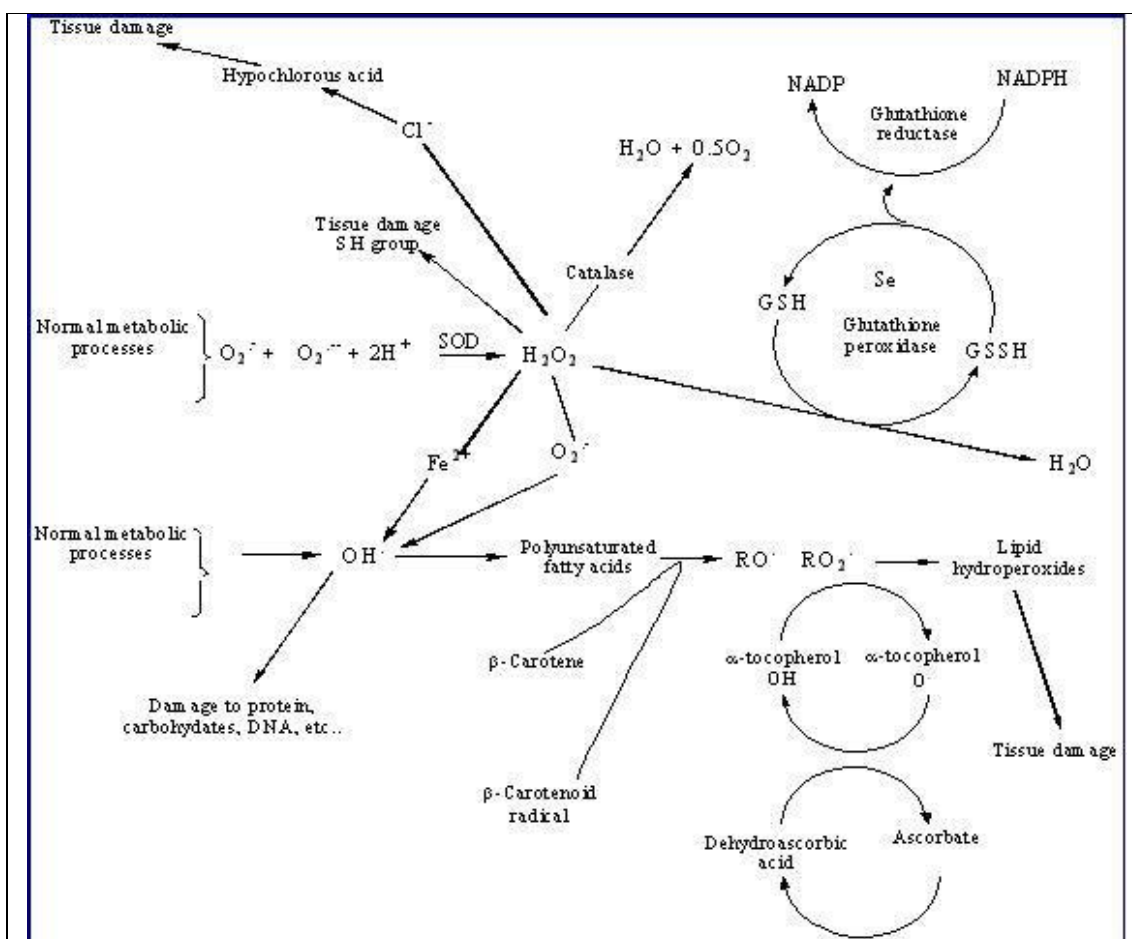 Tissue damage
Hypochlorous acid
Cl·
NADP
NADPH
Glutathione
reductase
H₂O + 0.5O₂
Tissue damage
SH group
Catalase
Se
GSH
Glutathione
peroxidase
GSSH
Normal metabolic
processes
O₂·⁻ + O₂·⁻ + 2H⁺
SOD
H₂O₂
Fe²⁺
O₂·⁻
H₂O
Normal metabolic
processes
OH·
Polyunsaturated
fatty acids
RO·
RO₂·
Lipid
hydroperoxides
β-Carotene
α-tocopherol
OH
α-tocopherol
O
Damage to protein,
carbohydates, DNA, etc..
Tissue damage
β-Carotenoid
radical
Dehydroascorbic
acid
Ascorbate